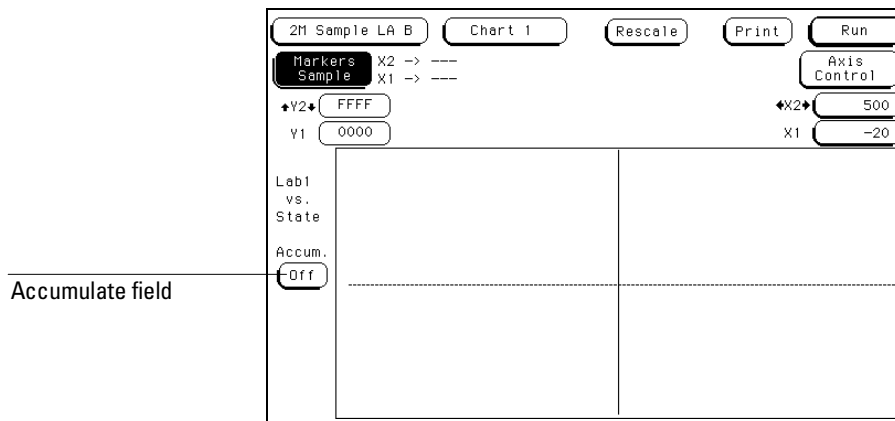 2M Sample LA B Chart 1 Rescale Print Run
Markers Sample X2 -> ---
X1 -> ---
Axis Control
↑Y2↓ FFFF ←X2→ 500
Y1 0000 X1 -20
Lab1
vs.
State
Accum.
Off
Accumulate field